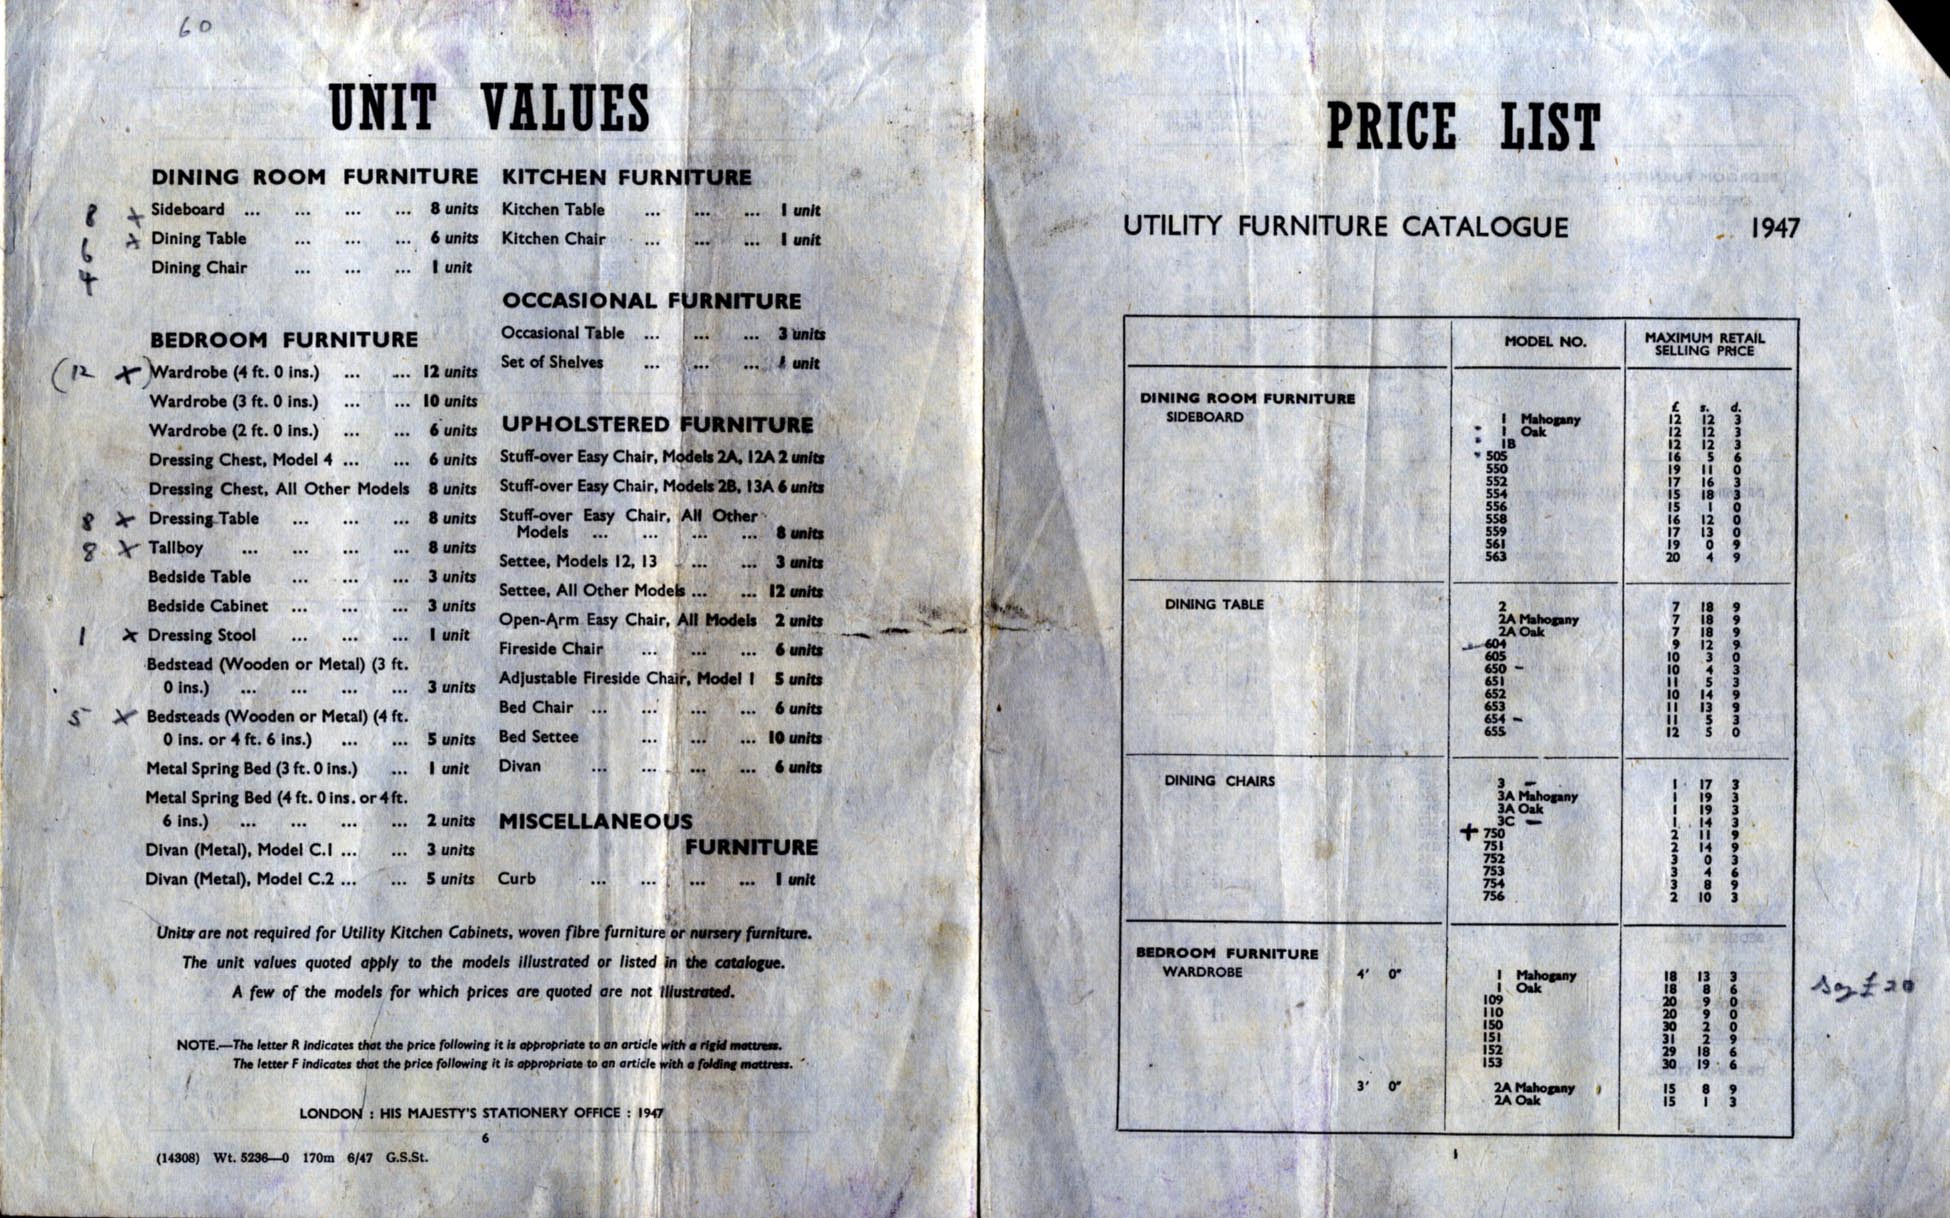 60
UNIT VALUES
DINING ROOM FURNITURE
8 x Sideboard ... ... ... ... 8 units
6 x Dining Table ... ... ... 6 units
4 Dining Chair ... ... ... 1 unit
BEDROOM FURNITURE
(12 x) Wardrobe (4 ft. 0 ins.) ... ... 12 units
Wardrobe (3 ft. 0 ins.) ... ... 10 units
Wardrobe (2 ft. 0 ins.) ... ... 6 units
Dressing Chest, Model 4 ... ... 6 units
Dressing Chest, All Other Models 8 units
8 x Dressing Table ... ... ... 8 units
8 x Tallboy ... ... ... ... 8 units
Bedside Table ... ... ... 3 units
Bedside Cabinet ... ... ... 3 units
1 x Dressing Stool ... ... ... 1 unit
Bedstead (Wooden or Metal) (3 ft.
0 ins.) ... ... ... ... 3 units
5 x Bedsteads (Wooden or Metal) (4 ft.
0 ins. or 4 ft. 6 ins.) ... ... 5 units
Metal Spring Bed (3 ft. 0 ins.) ... 1 unit
Metal Spring Bed (4 ft. 0 ins. or 4 ft.
6 ins.) ... ... ... ... 2 units
Divan (Metal), Model C.1 ... ... 3 units
Divan (Metal), Model C.2 ... ... 5 units
KITCHEN FURNITURE
Kitchen Table ... ... ... 1 unit
Kitchen Chair ... ... ... 1 unit
OCCASIONAL FURNITURE
Occasional Table ... ... ... 3 units
Set of Shelves ... ... ... 1 unit
UPHOLSTERED FURNITURE
Stuff-over Easy Chair, Models 2A, 12A 2 units
Stuff-over Easy Chair, Models 2B, 13A 6 units
Stuff-over Easy Chair, All Other
Models ... ... ... ... 8 units
Settee, Models 12, 13 ... ... 3 units
Settee, All Other Models ... ... 12 units
Open-Arm Easy Chair, All Models 2 units
Fireside Chair ... ... ... 6 units
Adjustable Fireside Chair, Model 1 5 units
Bed Chair ... ... ... ... 6 units
Bed Settee ... ... ... 10 units
Divan ... ... ... ... 6 units
MISCELLANEOUS
FURNITURE
Curb ... ... ... ... 1 unit
Units are not required for Utility Kitchen Cabinets, woven fibre furniture or nursery furniture.
The unit values quoted apply to the models illustrated or listed in the catalogue.
A few of the models for which prices are quoted are not illustrated.
NOTE.—The letter R indicates that the price following it is appropriate to an article with a rigid mattress.
The letter F indicates that the price following it is appropriate to an article with a folding mattress.
LONDON : HIS MAJESTY'S STATIONERY OFFICE : 1947
6
(14308) Wt. 5236—0 170m 6/47 G.S.St.
PRICE LIST
UTILITY FURNITURE CATALOGUE 1947
MODEL NO. MAXIMUM RETAIL
SELLING PRICE
DINING ROOM FURNITURE
£ s. d.
SIDEBOARD 1 Mahogany 12 12 3
1 Oak 12 12 3
1B 12 12 3
505 16 5 6
550 19 11 0
552 17 16 3
554 15 18 3
556 15 1 0
558 16 12 0
559 17 13 0
561 19 0 9
563 20 4 9
DINING TABLE 2 7 18 9
2A Mahogany 7 18 9
2A Oak 7 18 9
604 9 12 9
605 10 3 0
650 - 10 4 3
651 11 5 3
652 10 14 9
653 11 13 9
654 - 11 5 3
655 12 5 0
DINING CHAIRS 3 - 1 17 3
3A Mahogany 1 19 3
3A Oak 1 19 3
3C - 1 14 3
+ 750 2 11 9
751 2 14 9
752 3 0 3
753 3 4 6
754 3 8 9
756 2 10 3
BEDROOM FURNITURE
WARDROBE 4' 0" 1 Mahogany 18 13 3
1 Oak 18 8 6 say £20
109 20 9 0
110 20 9 0
150 30 2 0
151 31 2 9
152 29 18 6
153 30 19 6
3' 0" 2A Mahogany 15 8 9
2A Oak 15 1 3
1